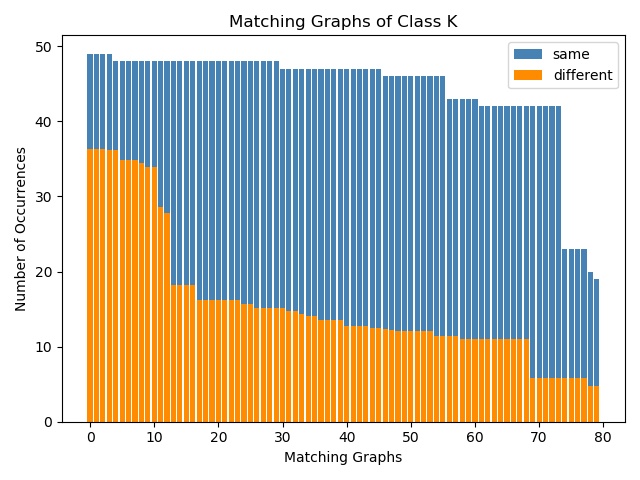 Matching Graphs of Class K
same
different
Number of Occurrences
50
40
30
20
10
0
0 10 20 30 40 50 60 70 80
Matching Graphs